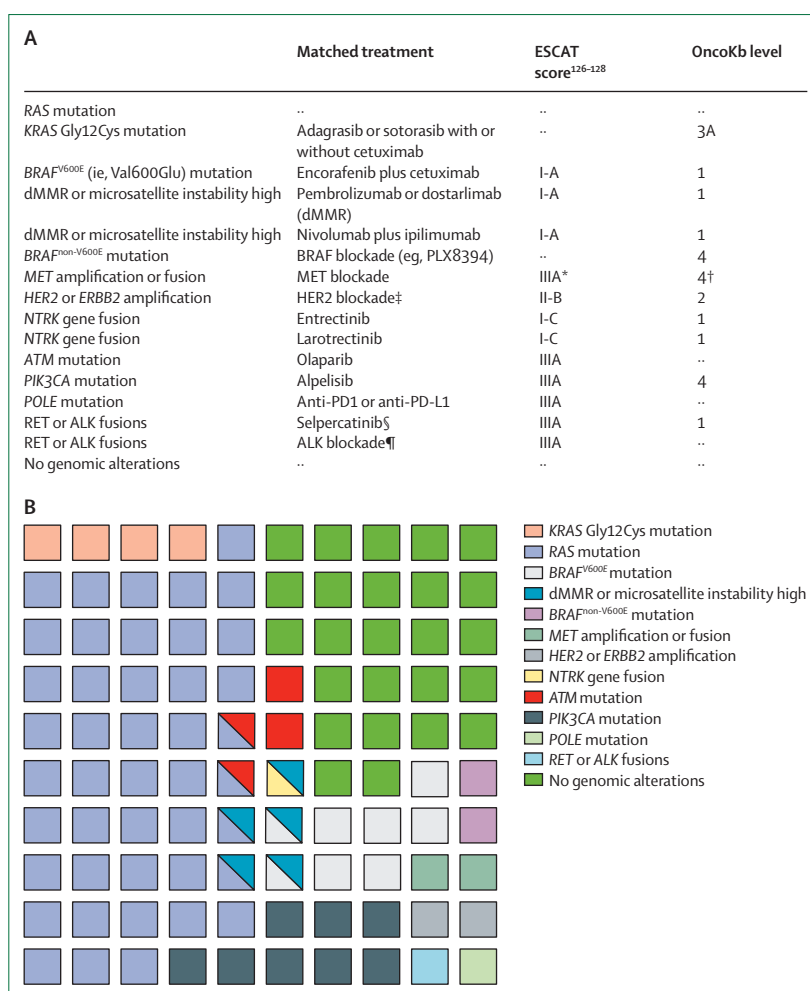 A
Matched treatment ESCAT score126–128 OncoKb level
RAS mutation ·· ·· ··
KRAS Gly12Cys mutation Adagrasib or sotorasib with or without cetuximab ·· 3A
BRAFV600E (ie, Val600Glu) mutation Encorafenib plus cetuximab I-A 1
dMMR or microsatellite instability high Pembrolizumab or dostarlimab (dMMR) I-A 1
dMMR or microsatellite instability high Nivolumab plus ipilimumab I-A 1
BRAFnon-V600E mutation BRAF blockade (eg, PLX8394) ·· 4
MET amplification or fusion MET blockade IIIA* 4†
HER2 or ERBB2 amplification HER2 blockade‡ II-B 2
NTRK gene fusion Entrectinib I-C 1
NTRK gene fusion Larotrectinib I-C 1
ATM mutation Olaparib IIIA ··
PIK3CA mutation Alpelisib IIIA 4
POLE mutation Anti-PD1 or anti-PD-L1 IIIA ··
RET or ALK fusions Selpercatinib§ IIIA 1
RET or ALK fusions ALK blockade¶ IIIA ··
No genomic alterations ·· ·· ··
B
KRAS Gly12Cys mutation
RAS mutation
BRAFV600E mutation
dMMR or microsatellite instability high
BRAFnon-V600E mutation
MET amplification or fusion
HER2 or ERBB2 amplification
NTRK gene fusion
ATM mutation
PIK3CA mutation
POLE mutation
RET or ALK fusions
No genomic alterations